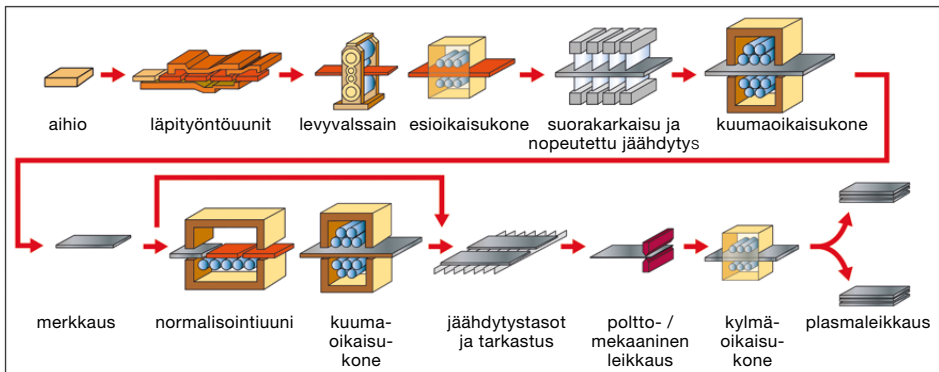 aihio
läpityöntöuunit
levyvalssain
esioikaisukone
suorakarkaisu ja
nopeutettu jäähdytys
kuumaoikaisukone
merkkaus
normalisointiuuni
kuuma-
oikaisu-
kone
jäähdytystasot
ja tarkastus
poltto- /
mekaaninen
leikkaus
kylmä-
oikaisu-
kone
plasmaleikkaus